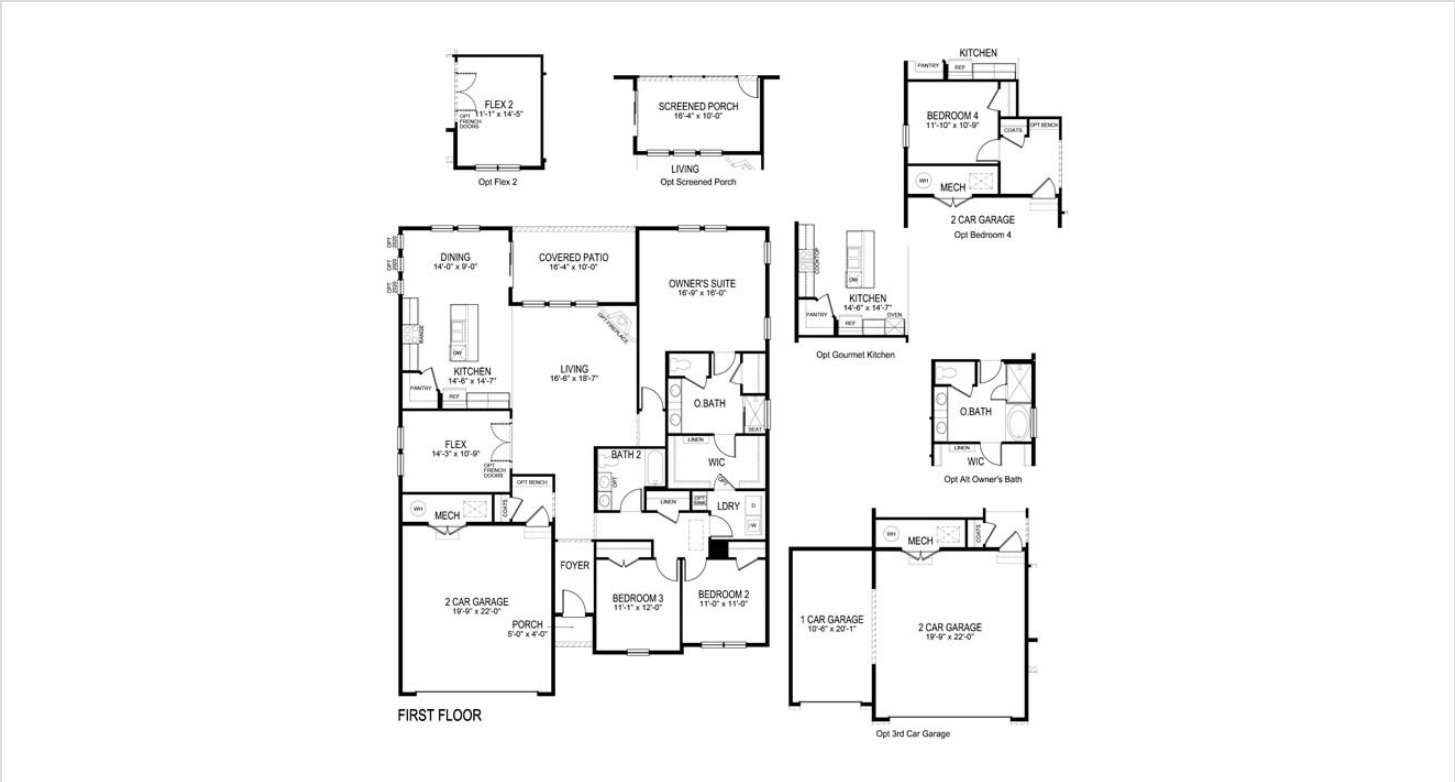 FLEX 2
11'-1" x 14'-5"
OPT
FRENCH
DOORS
Opt Flex 2
SCREENED PORCH
16'-4" x 10'-0"
LIVING
Opt Screened Porch
KITCHEN
PANTRY
REF
BEDROOM 4
11'-10" x 10'-9"
COATS
OPT BENCH
WH
MECH
2 CAR GARAGE
Opt Bedroom 4
DINING
14'-0" x 9'-0"
COVERED PATIO
16'-4" x 10'-0"
OWNER'S SUITE
16'-9" x 16'-0"
OPT FIREPLACE
RANGE
DW
KITCHEN
14'-6" x 14'-7"
PANTRY
REF
LIVING
16'-6" x 18'-7"
O.BATH
SEAT
LINEN
WIC
OPT
FLEX
14'-3" x 10'-9"
OPT
FRENCH
DOORS
BATH 2
OPT
OPT BENCH
COATS
WH
MECH
LINEN
OPT
SINK
LDRY
D
W
FOYER
2 CAR GARAGE
19'-9" x 22'-0"
PORCH
5'-0" x 4'-0"
BEDROOM 3
11'-1" x 12'-0"
BEDROOM 2
11'-0" x 11'-0"
FIRST FLOOR
COOKTOP
DW
KITCHEN
14'-6" x 14'-7"
PANTRY
REF
OVEN
Opt Gourmet Kitchen
O.BATH
LINEN
WIC
Opt Alt Owner's Bath
WH
MECH
COATS
1 CAR GARAGE
10'-6" x 20'-1"
2 CAR GARAGE
19'-9" x 22'-0"
Opt 3rd Car Garage